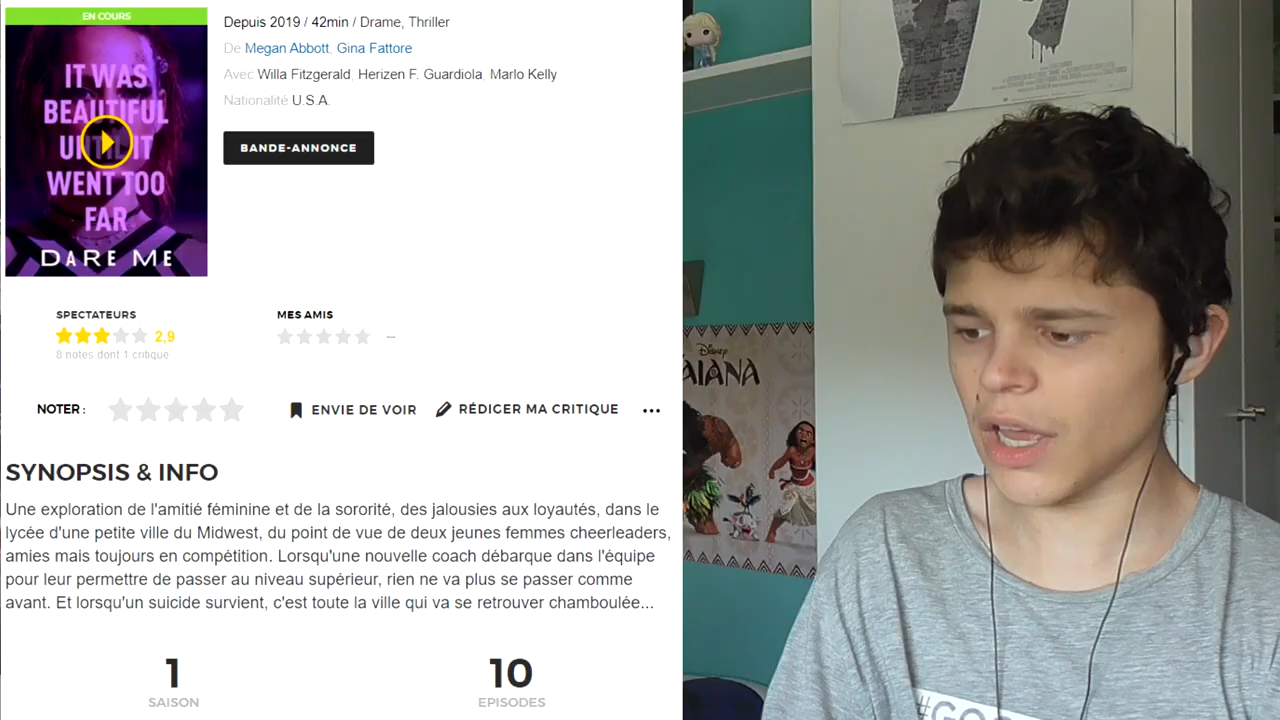 EN COURS
IT WAS
BEAUTIFUL
UNTIL IT
WENT TOO
FAR
DARE ME
Depuis 2019 / 42min / Drame, Thriller
De Megan Abbott, Gina Fattore
Avec Willa Fitzgerald, Herizen F. Guardiola, Marlo Kelly
Nationalité U.S.A.
BANDE-ANNONCE
SPECTATEURS
2,9
8 notes dont 1 critique
MES AMIS
--
NOTER :
ENVIE DE VOIR
RÉDIGER MA CRITIQUE
...
SYNOPSIS & INFO
Une exploration de l'amitié féminine et de la sororité, des jalousies aux loyautés, dans le
lycée d'une petite ville du Midwest, du point de vue de deux jeunes femmes cheerleaders,
amies mais toujours en compétition. Lorsqu'une nouvelle coach débarque dans l'équipe
pour leur permettre de passer au niveau supérieur, rien ne va plus se passer comme
avant. Et lorsqu'un suicide survient, c'est toute la ville qui va se retrouver chamboulée...
1
SAISON
10
EPISODES
Disney
VAIANA